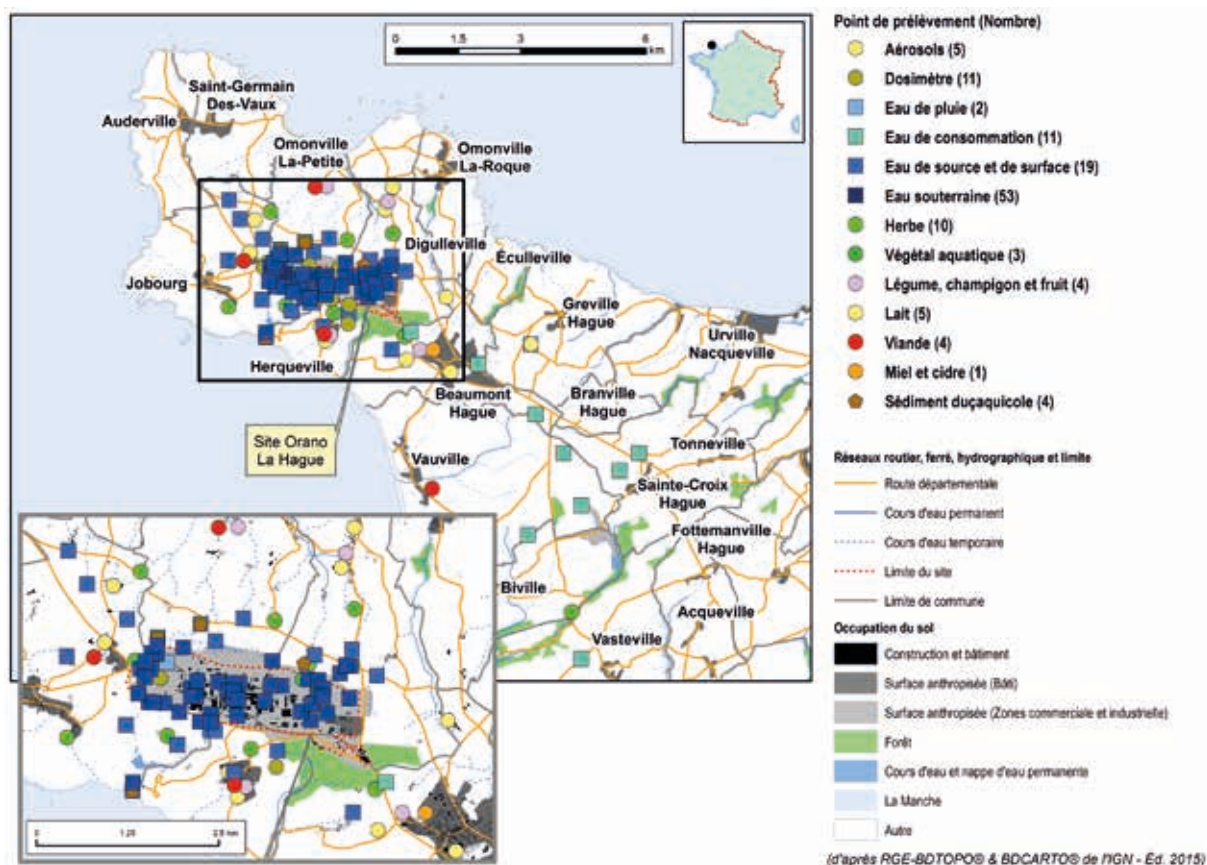 0 1,5 3 6
km
Saint-Germain
Des-Vaux
Auderville
Omonville
La-Petite
Omonville
La-Roque
Digulleville
Éculleville
Jobourg
Greville
Hague
Urville
Nacqueville
Herqueville
Beaumont
Hague
Branville
Hague
Site Orano
La Hague
Vauville
Tonneville
Sainte-Croix
Hague
Fottemanville
Hague
Biville
Acqueville
Vasteville
0 1,25 2,5 km
Point de prélèvement (Nombre)
Aérosols (5)
Dosimètre (11)
Eau de pluie (2)
Eau de consommation (11)
Eau de source et de surface (19)
Eau souterraine (53)
Herbe (10)
Végétal aquatique (3)
Légume, champignon et fruit (4)
Lait (5)
Viande (4)
Miel et cidre (1)
Sédiment duçaquicole (4)
Réseaux routier, ferré, hydrographique et limite
Route départementale
Cours d'eau permanent
Cours d'eau temporaire
Limite du site
Limite de commune
Occupation du sol
Construction et bâtiment
Surface anthropisée (Bâti)
Surface anthropisée (Zones commerciale et industrielle)
Forêt
Cours d'eau et nappe d'eau permanente
La Manche
Autre
(d'après RGE-BDTOPO® & BDCARTO® de l'IGN - Éd. 2015)